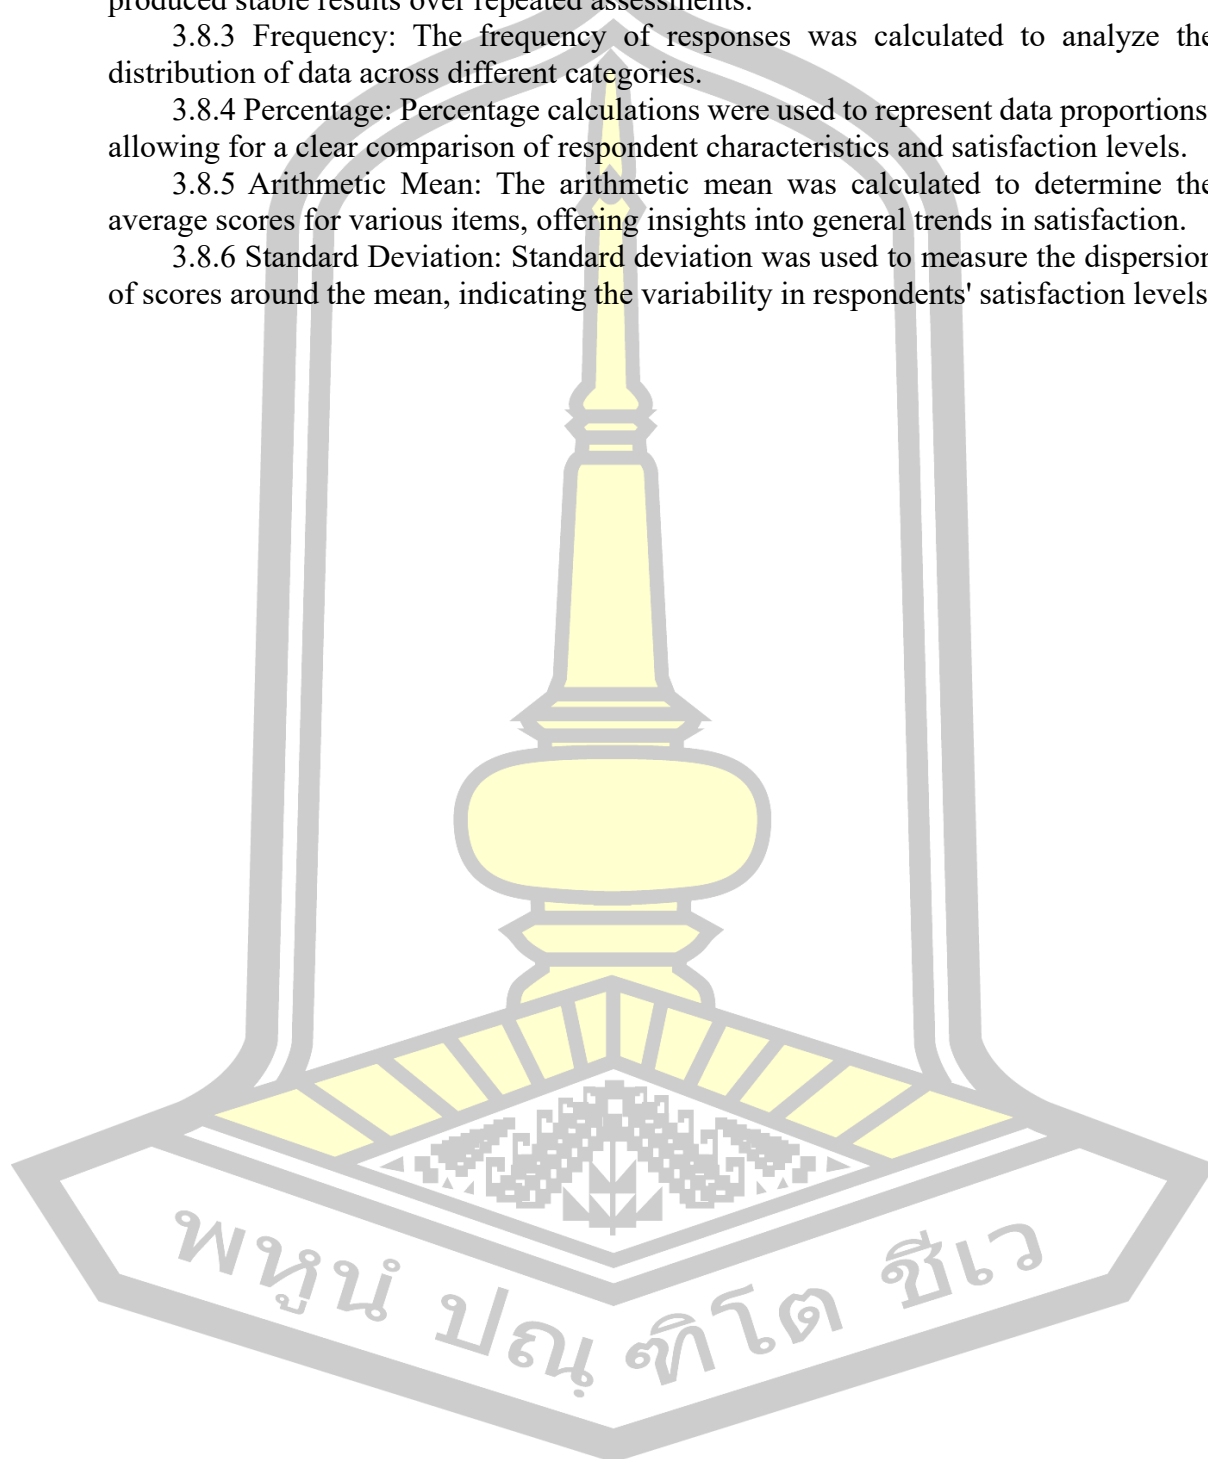 produced stable results over repeated assessments.
3.8.3 Frequency: The frequency of responses was calculated to analyze the
distribution of data across different categories.
3.8.4 Percentage: Percentage calculations were used to represent data proportions
allowing for a clear comparison of respondent characteristics and satisfaction levels.
3.8.5 Arithmetic Mean: The arithmetic mean was calculated to determine the
average scores for various items, offering insights into general trends in satisfaction.
3.8.6 Standard Deviation: Standard deviation was used to measure the dispersion
of scores around the mean, indicating the variability in respondents' satisfaction levels
พหูนํ ปณฺฑิโต ชีเว